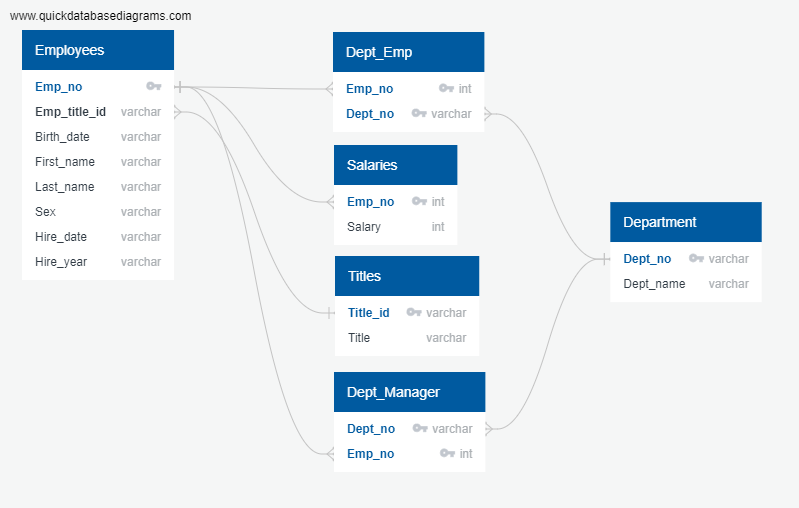 www.quickdatabasediagrams.com
Employees
Emp_no
Emp_title_id varchar
Birth_date varchar
First_name varchar
Last_name varchar
Sex varchar
Hire_date varchar
Hire_year varchar
Dept_Emp
Emp_no int
Dept_no varchar
Salaries
Emp_no int
Salary int
Titles
Title_id varchar
Title varchar
Dept_Manager
Dept_no varchar
Emp_no int
Department
Dept_no varchar
Dept_name varchar